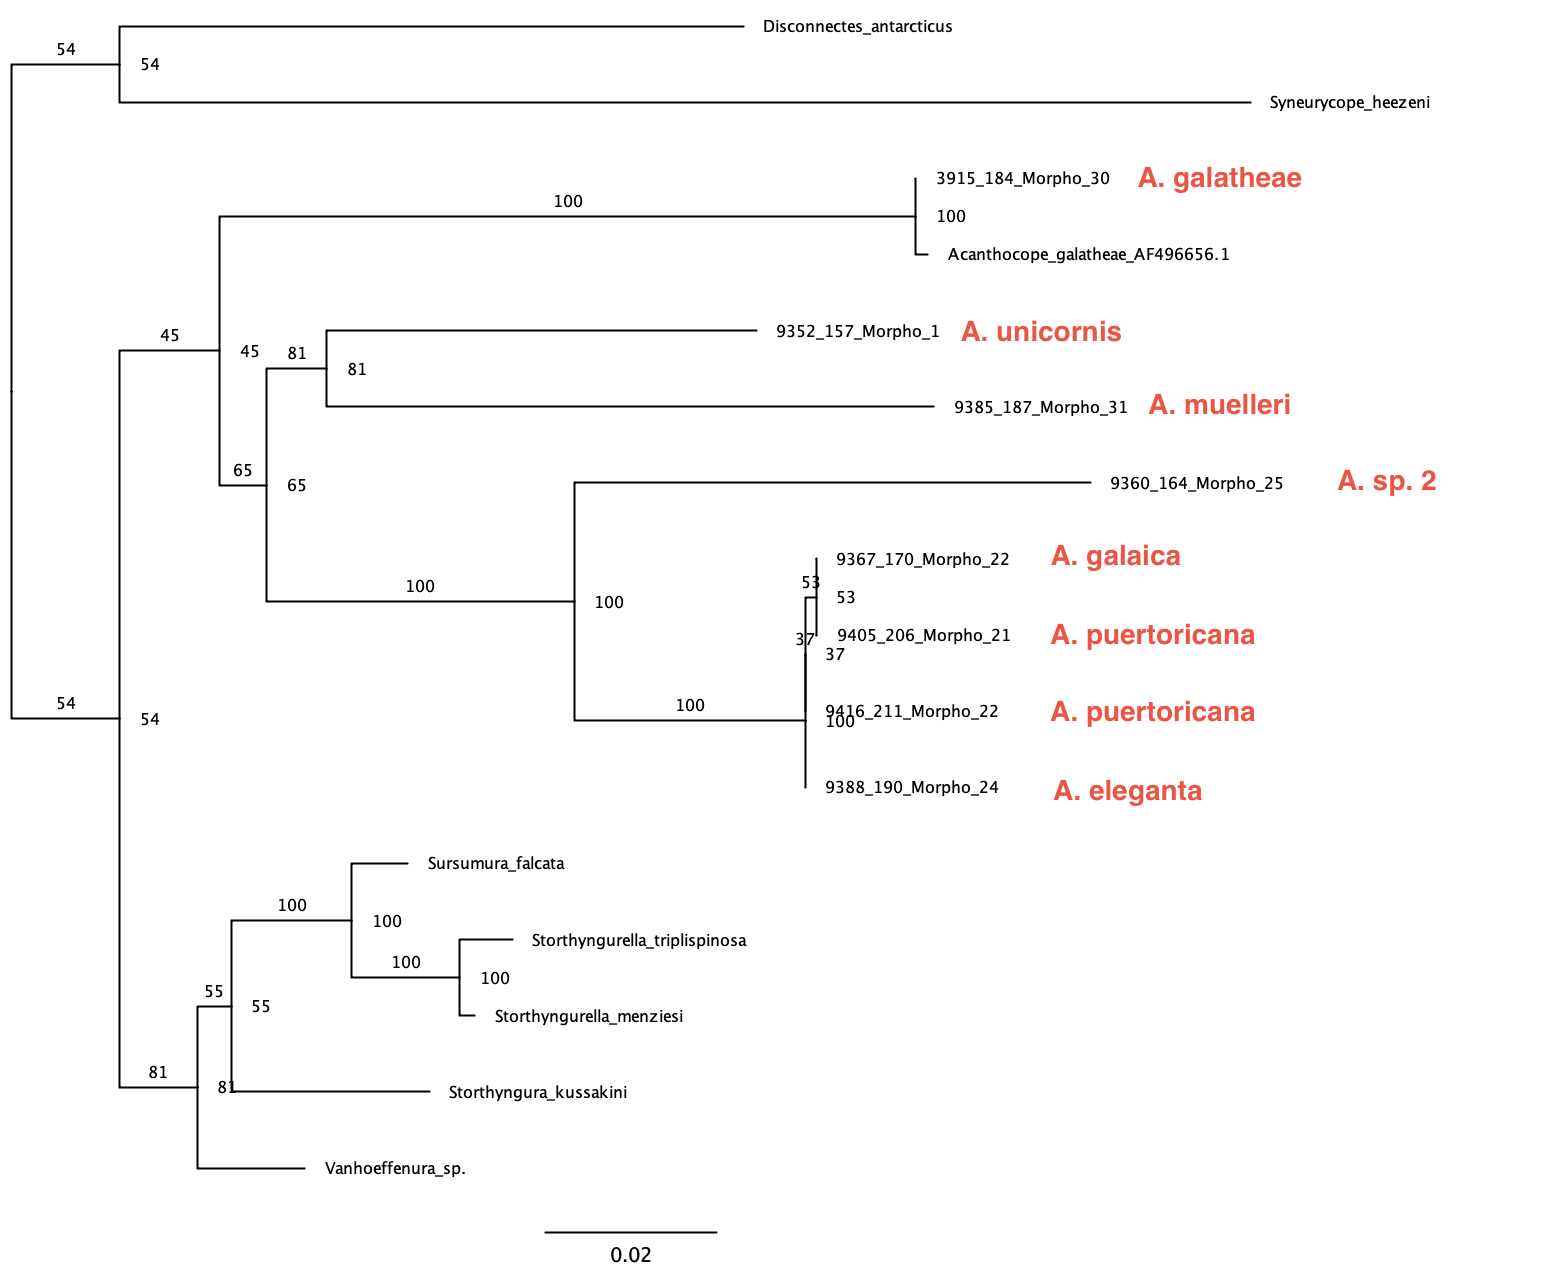 Disconnectes_antarcticus
54
54
Syneurycope_heezeni
3915_184_Morpho_30 A. galatheae
100
100
Acanthocope_galatheae_AF496656.1
9352_157_Morpho_1 A. unicornis
45
45
81
81
9385_187_Morpho_31 A. muelleri
65
65
9360_164_Morpho_25 A. sp. 2
9367_170_Morpho_22 A. galaica
100
100
53
53
9405_206_Morpho_21 A. puertoricana
37
37
54
54
100
100
9416_211_Morpho_22 A. puertoricana
9388_190_Morpho_24 A. eleganta
Sursumura_falcata
100
100
Storthyngurella_triplispinosa
100
100
Storthyngurella_menziesi
55
55
81
81
Storthyngura_kussakini
Vanhoeffenura_sp.
0.02